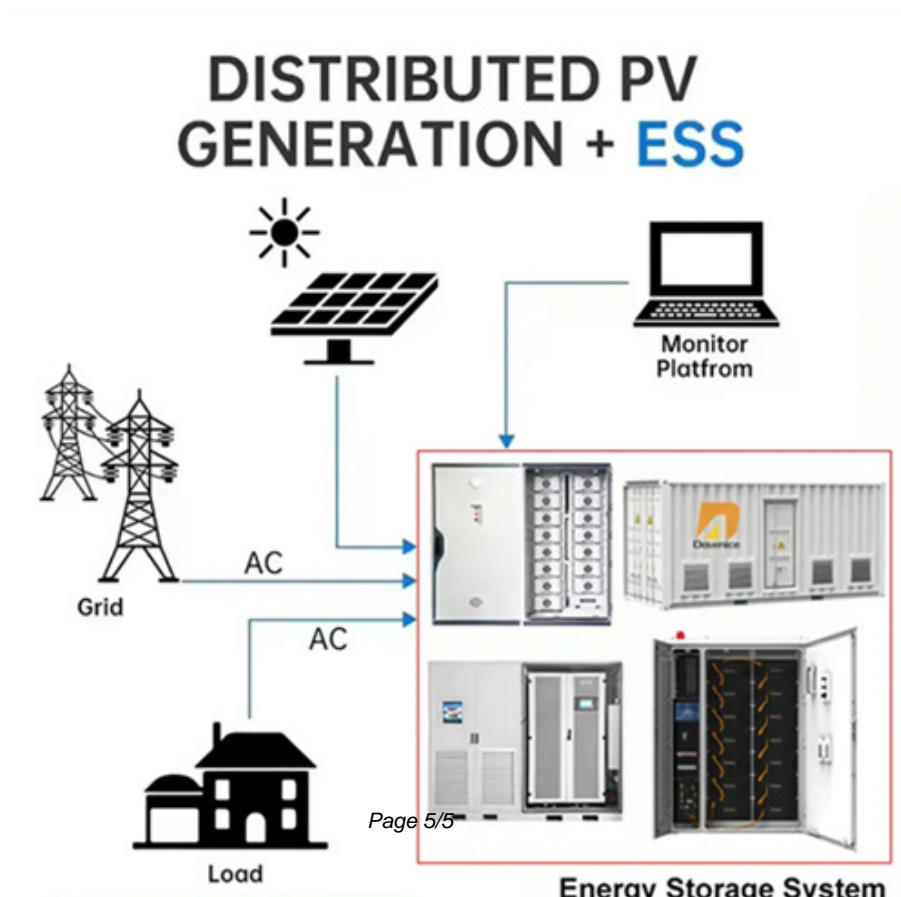 DISTRIBUTED PV
GENERATION + ESS
Monitor
Platfrom
AC
Grid
AC
Page 5/5
Load
Energy Storage System